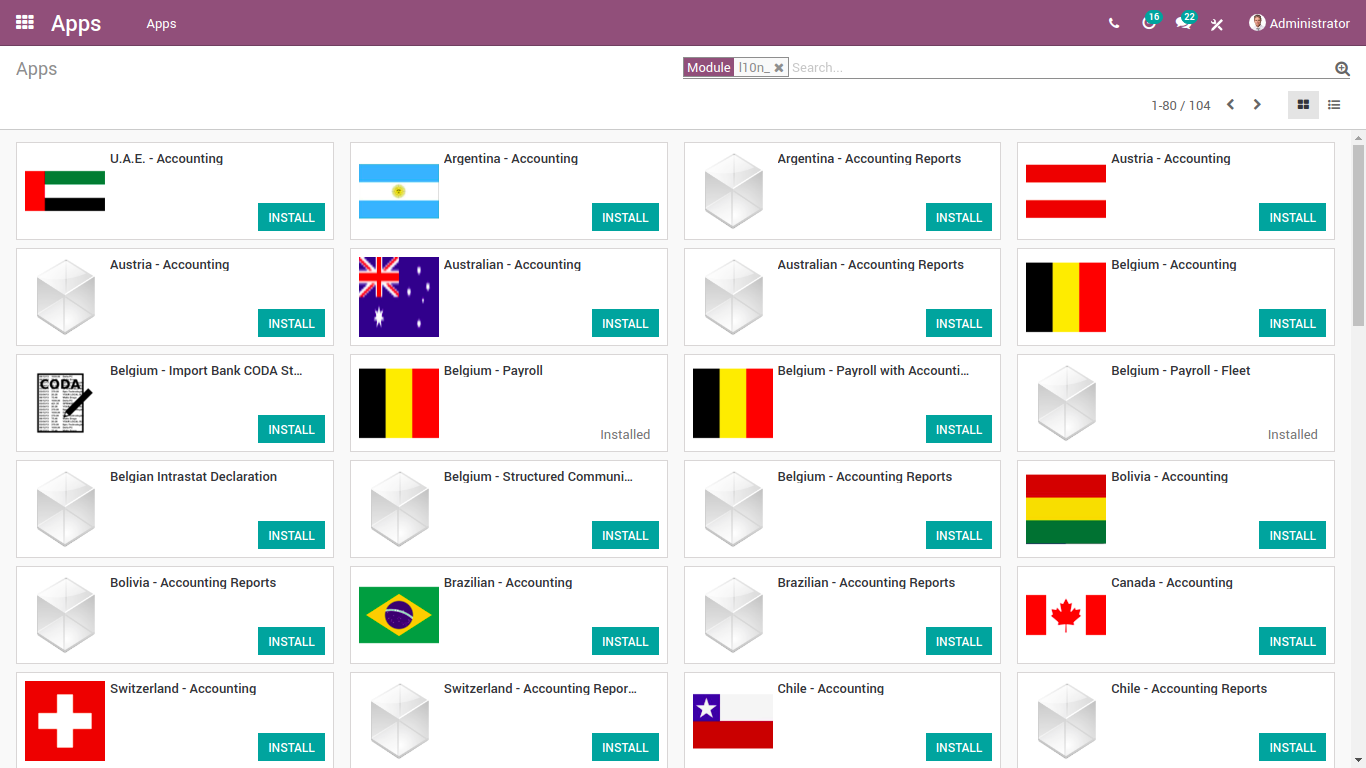 Apps
Apps
16
22
Administrator
Apps
Module l10n_
Search...
1-80 / 104
U.A.E. - Accounting
INSTALL
Argentina - Accounting
INSTALL
Argentina - Accounting Reports
INSTALL
Austria - Accounting
INSTALL
Austria - Accounting
INSTALL
Australian - Accounting
INSTALL
Australian - Accounting Reports
INSTALL
Belgium - Accounting
INSTALL
CODA
Belgium - Import Bank CODA St...
INSTALL
Belgium - Payroll
Installed
Belgium - Payroll with Accounti...
INSTALL
Belgium - Payroll - Fleet
Installed
Belgian Intrastat Declaration
INSTALL
Belgium - Structured Communi...
INSTALL
Belgium - Accounting Reports
INSTALL
Bolivia - Accounting
INSTALL
Bolivia - Accounting Reports
INSTALL
Brazilian - Accounting
INSTALL
Brazilian - Accounting Reports
INSTALL
Canada - Accounting
INSTALL
Switzerland - Accounting
INSTALL
Switzerland - Accounting Repor...
INSTALL
Chile - Accounting
INSTALL
Chile - Accounting Reports
INSTALL